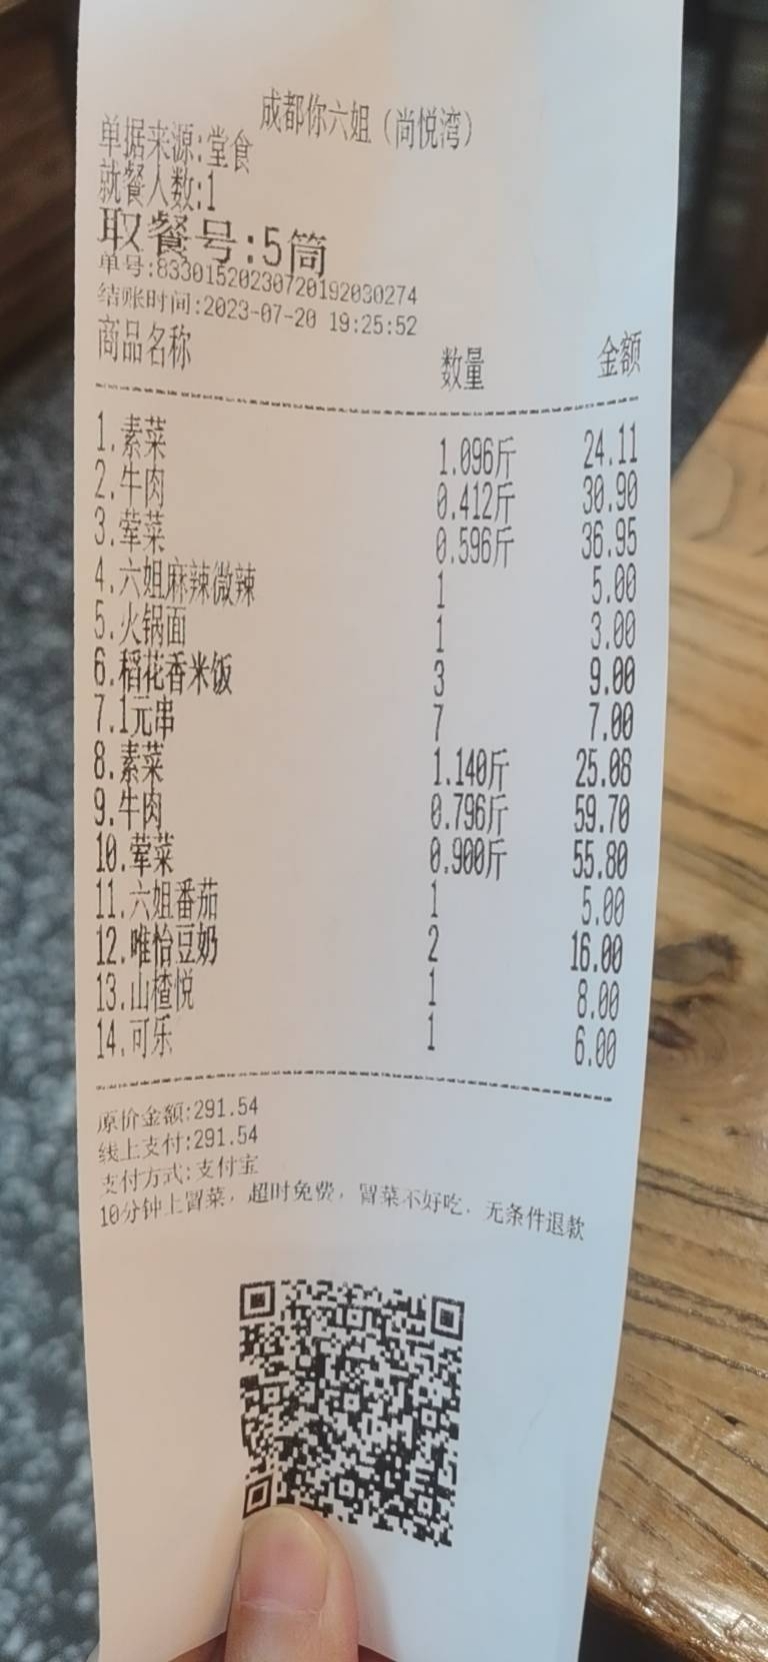 成都你六姐（尚悦湾）
单据来源:堂食
就餐人数:1
取餐号:5筒
单号:83301520230720192030274
结账时间:2023-07-20 19:25:52
商品名称 数量 金额
1.素菜 1.096斤 24.11
2.牛肉 0.412斤 30.90
3.荤菜 0.596斤 36.95
4.六姐麻辣微辣 1 5.00
5.火锅面 1 3.00
6.稻花香米饭 3 9.00
7.1元串 7 7.00
8.素菜 1.140斤 25.08
9.牛肉 0.796斤 59.70
10.荤菜 0.900斤 55.80
11.六姐番茄 1 5.00
12.唯怡豆奶 2 16.00
13.山楂悦 1 8.00
14.可乐 1 6.00
原价金额:291.54
线上支付:291.54
支付方式:支付宝
10分钟上冒菜，超时免费，冒菜不好吃，无条件退款